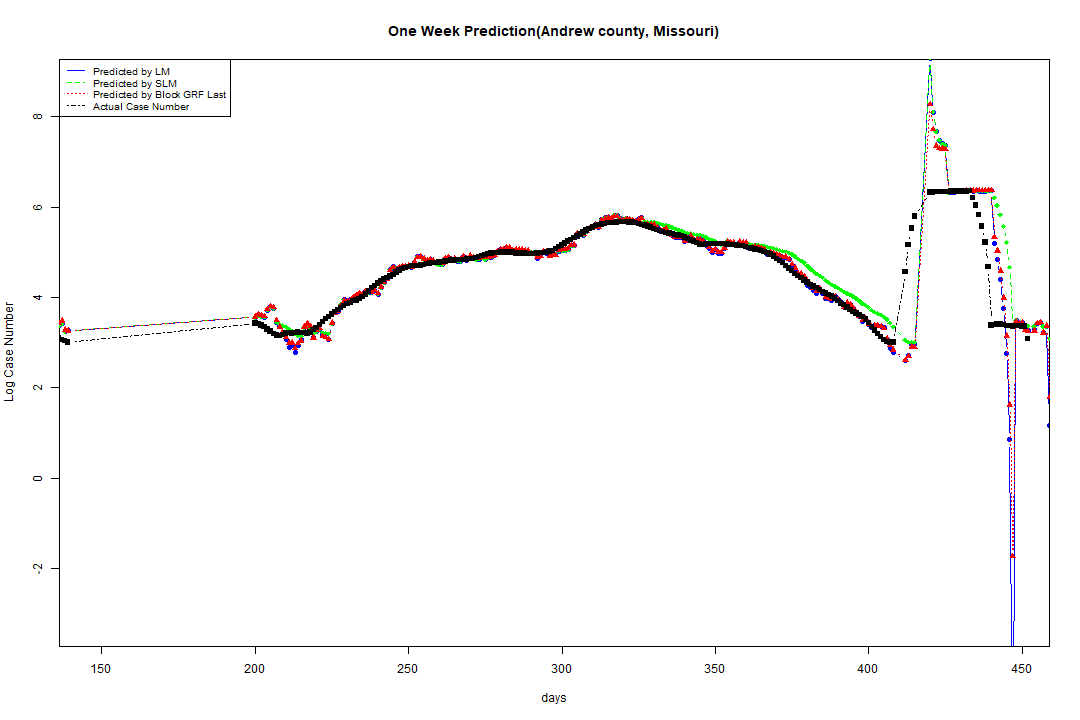 One Week Prediction(Andrew county, Missouri)
Predicted by LM
Predicted by SLM
Predicted by Block GRF Last
Actual Case Number
Log Case Number
8
6
4
2
0
-2
150 200 250 300 350 400 450
days